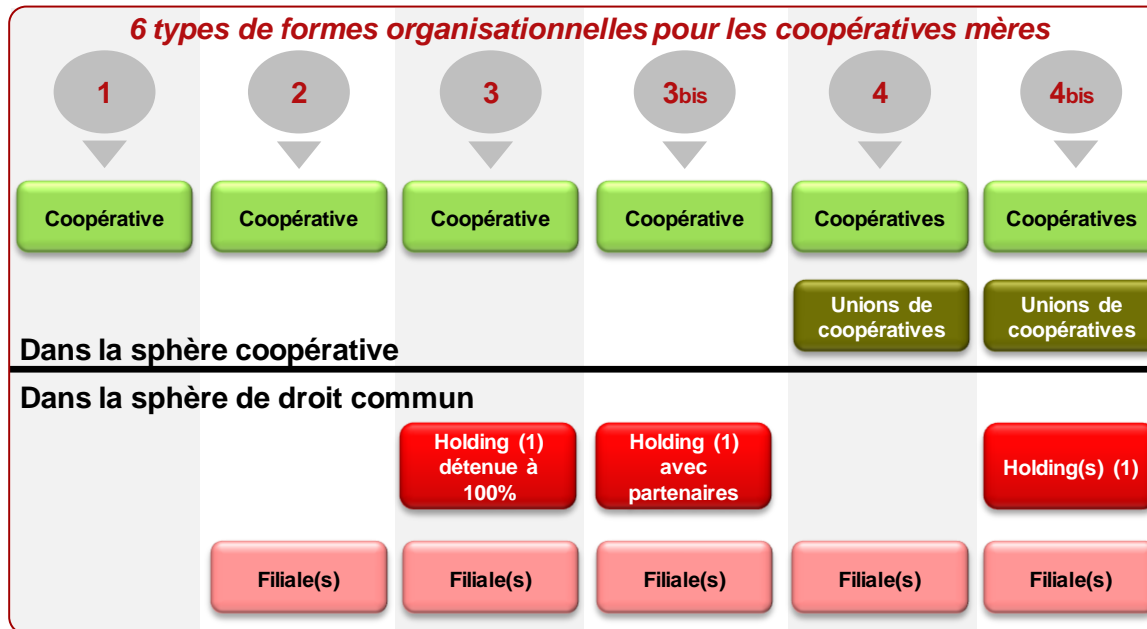 6 types de formes organisationnelles pour les coopératives mères
1
2
3
3bis
4
4bis
Coopérative
Coopérative
Coopérative
Coopérative
Coopératives
Coopératives
Unions de
coopératives
Unions de
coopératives
Dans la sphère coopérative
Dans la sphère de droit commun
Holding (1)
détenue à
100%
Holding (1)
avec
partenaires
Holding(s) (1)
Filiale(s)
Filiale(s)
Filiale(s)
Filiale(s)
Filiale(s)